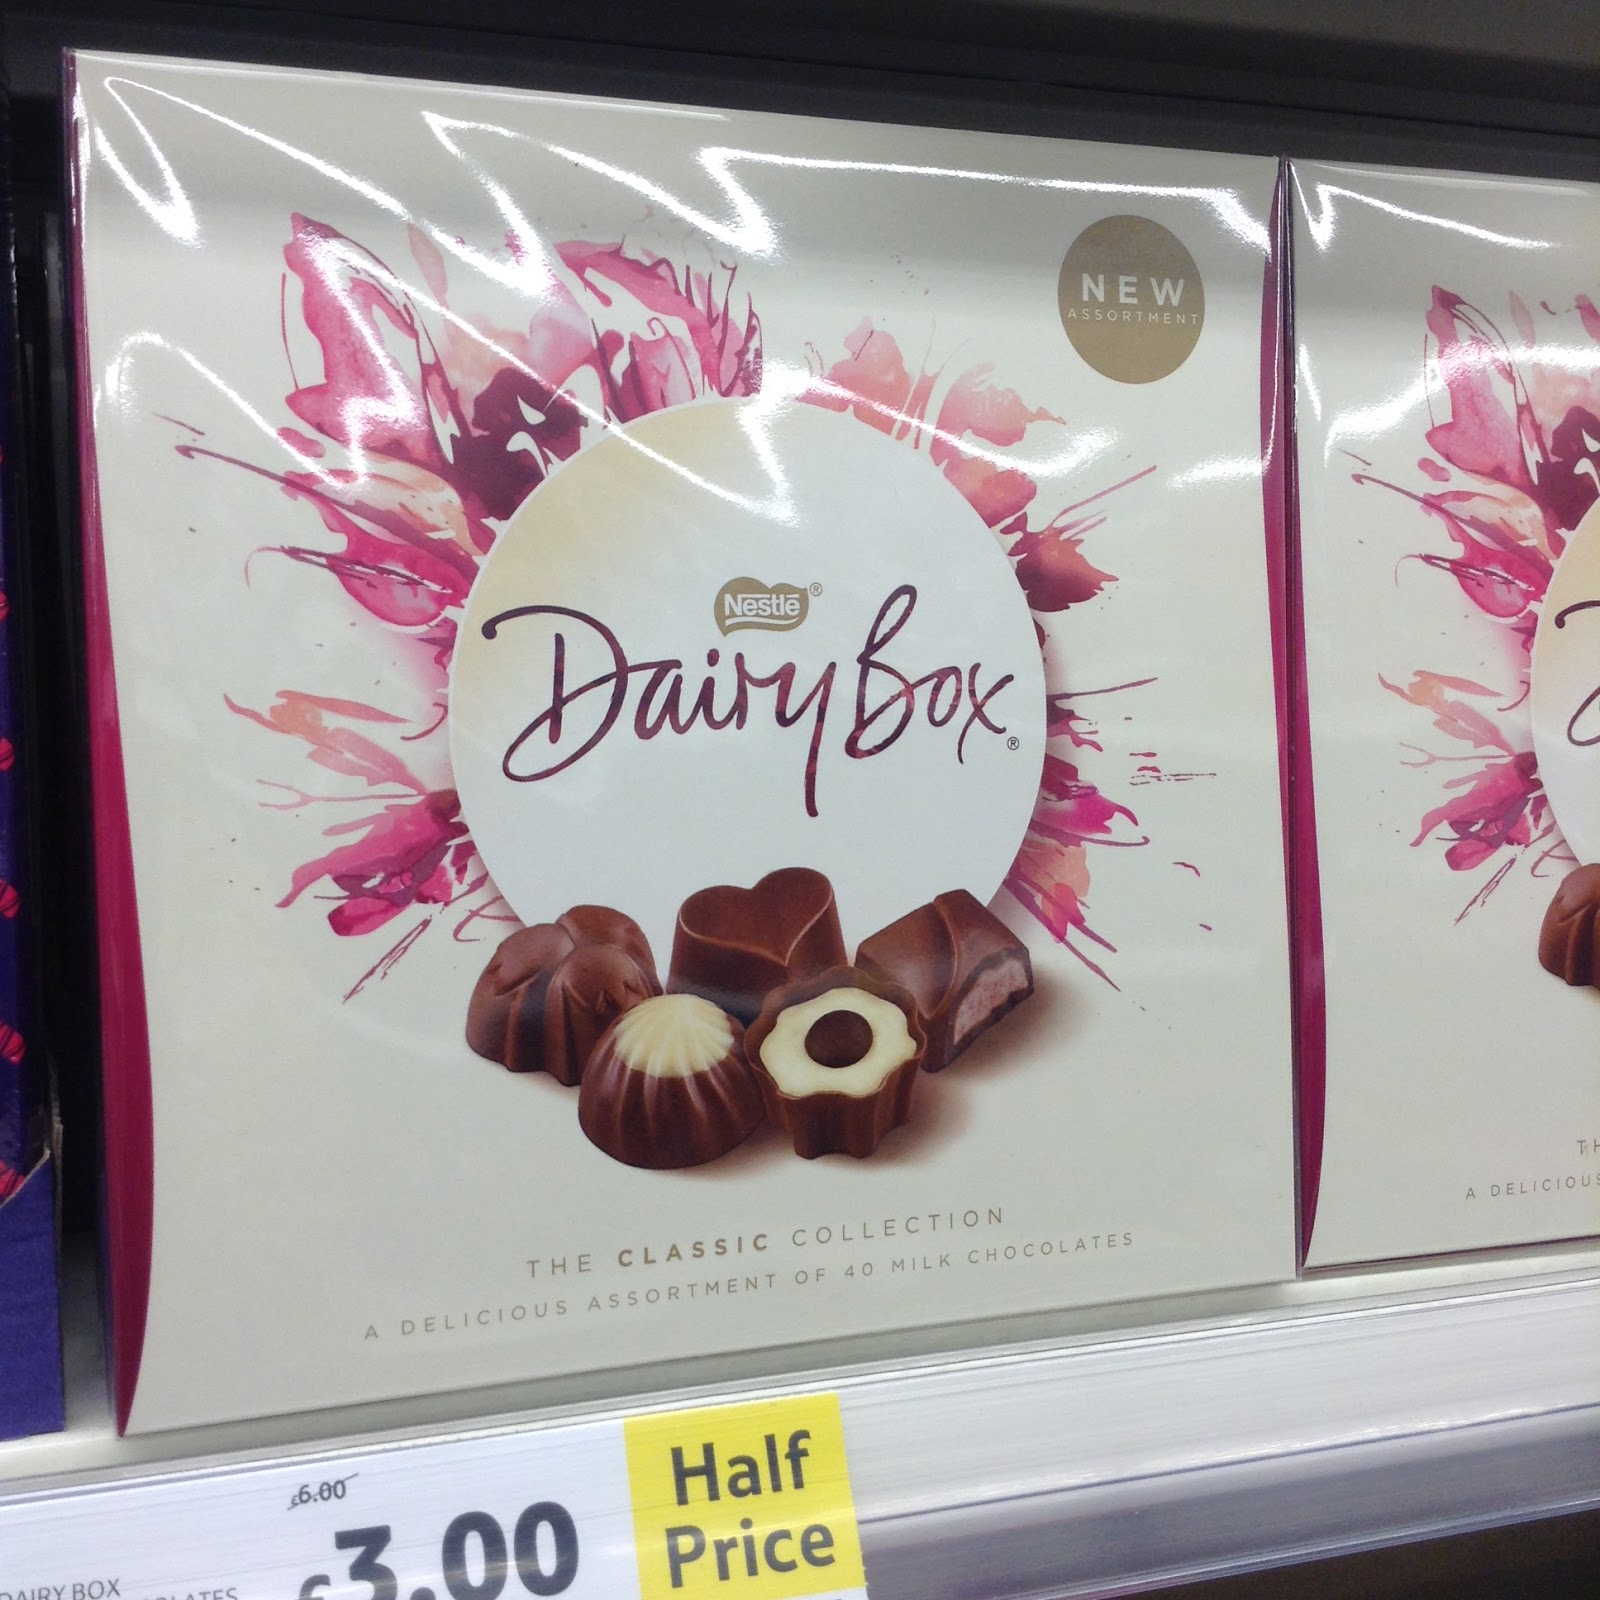 NEW
ASSORTMENT
Nestlé®
Dairy Box®
THE CLASSIC COLLECTION
A DELICIOUS ASSORTMENT OF 40 MILK CHOCOLATES
A DELICIOUS
£6.00
£3.00
Half
Price
DAIRY BOX